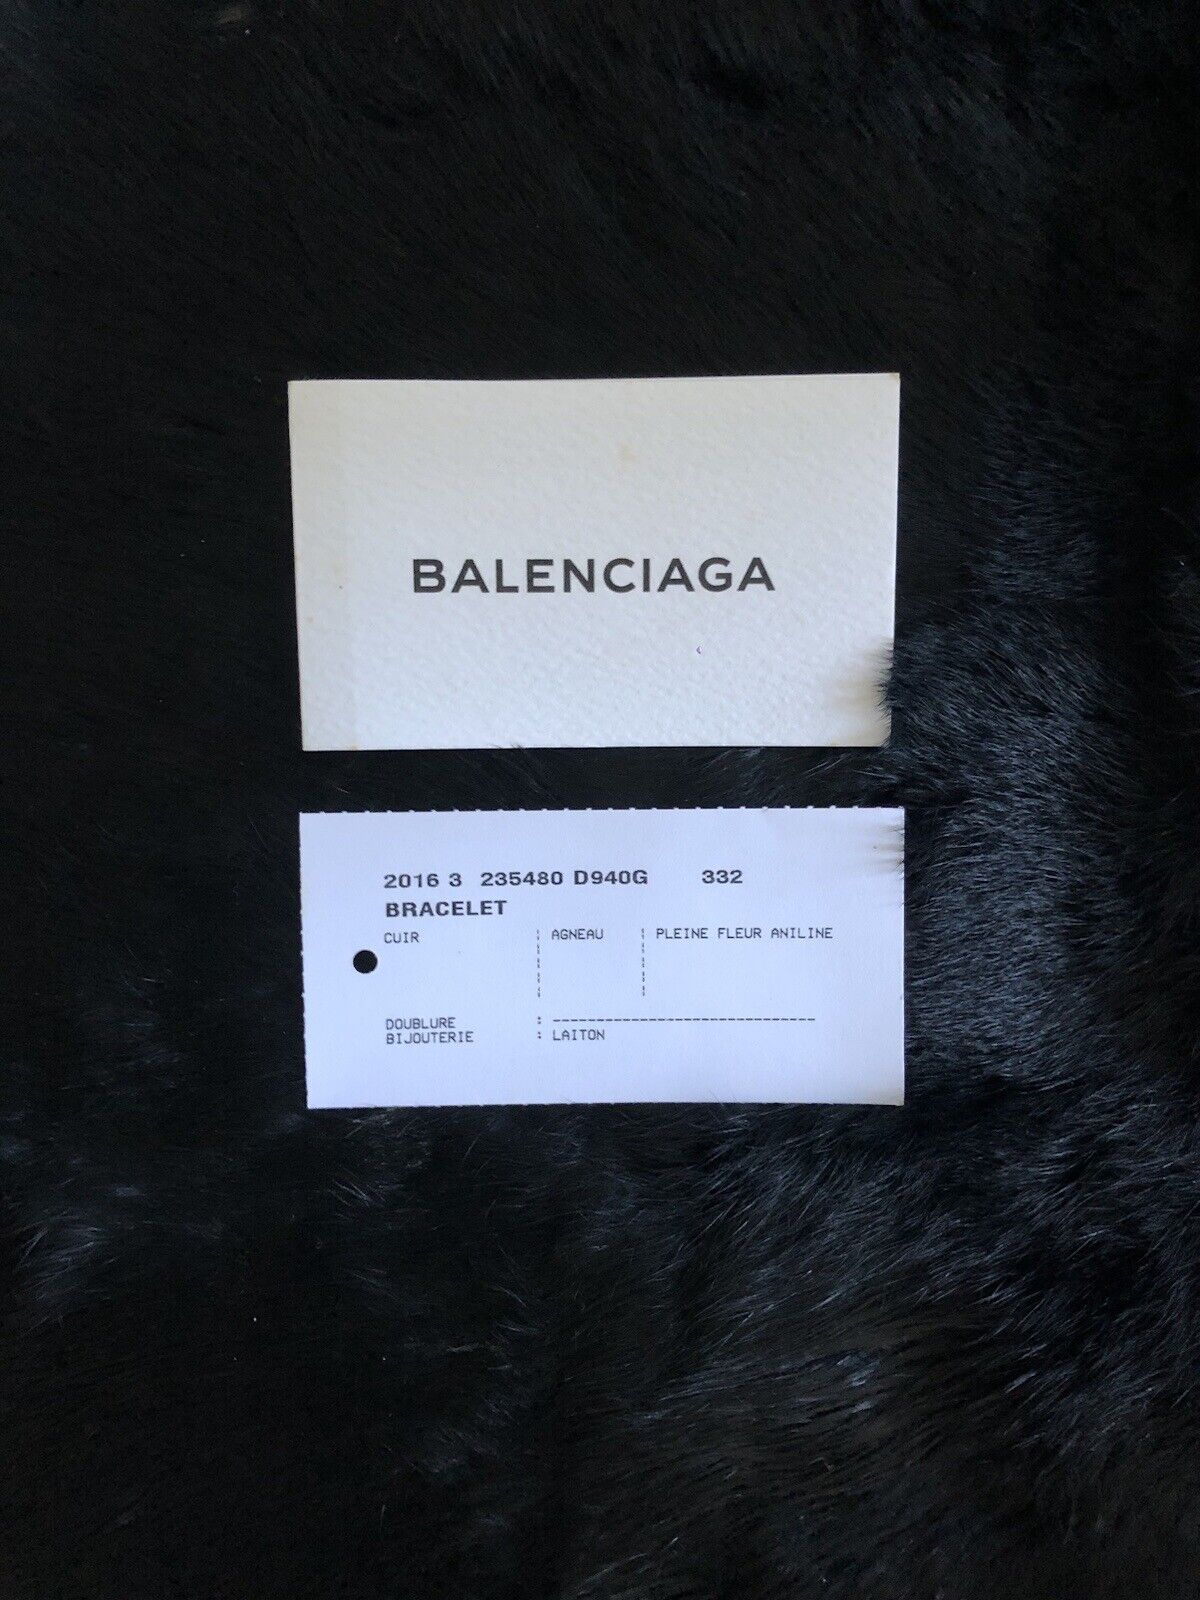 BALENCIAGA
2016 3 235480 D940G 332
BRACELET
CUIR ¦ AGNEAU ¦ PLEINE FLEUR ANILINE
DOUBLURE : ------------------------------
BIJOUTERIE : LAITON